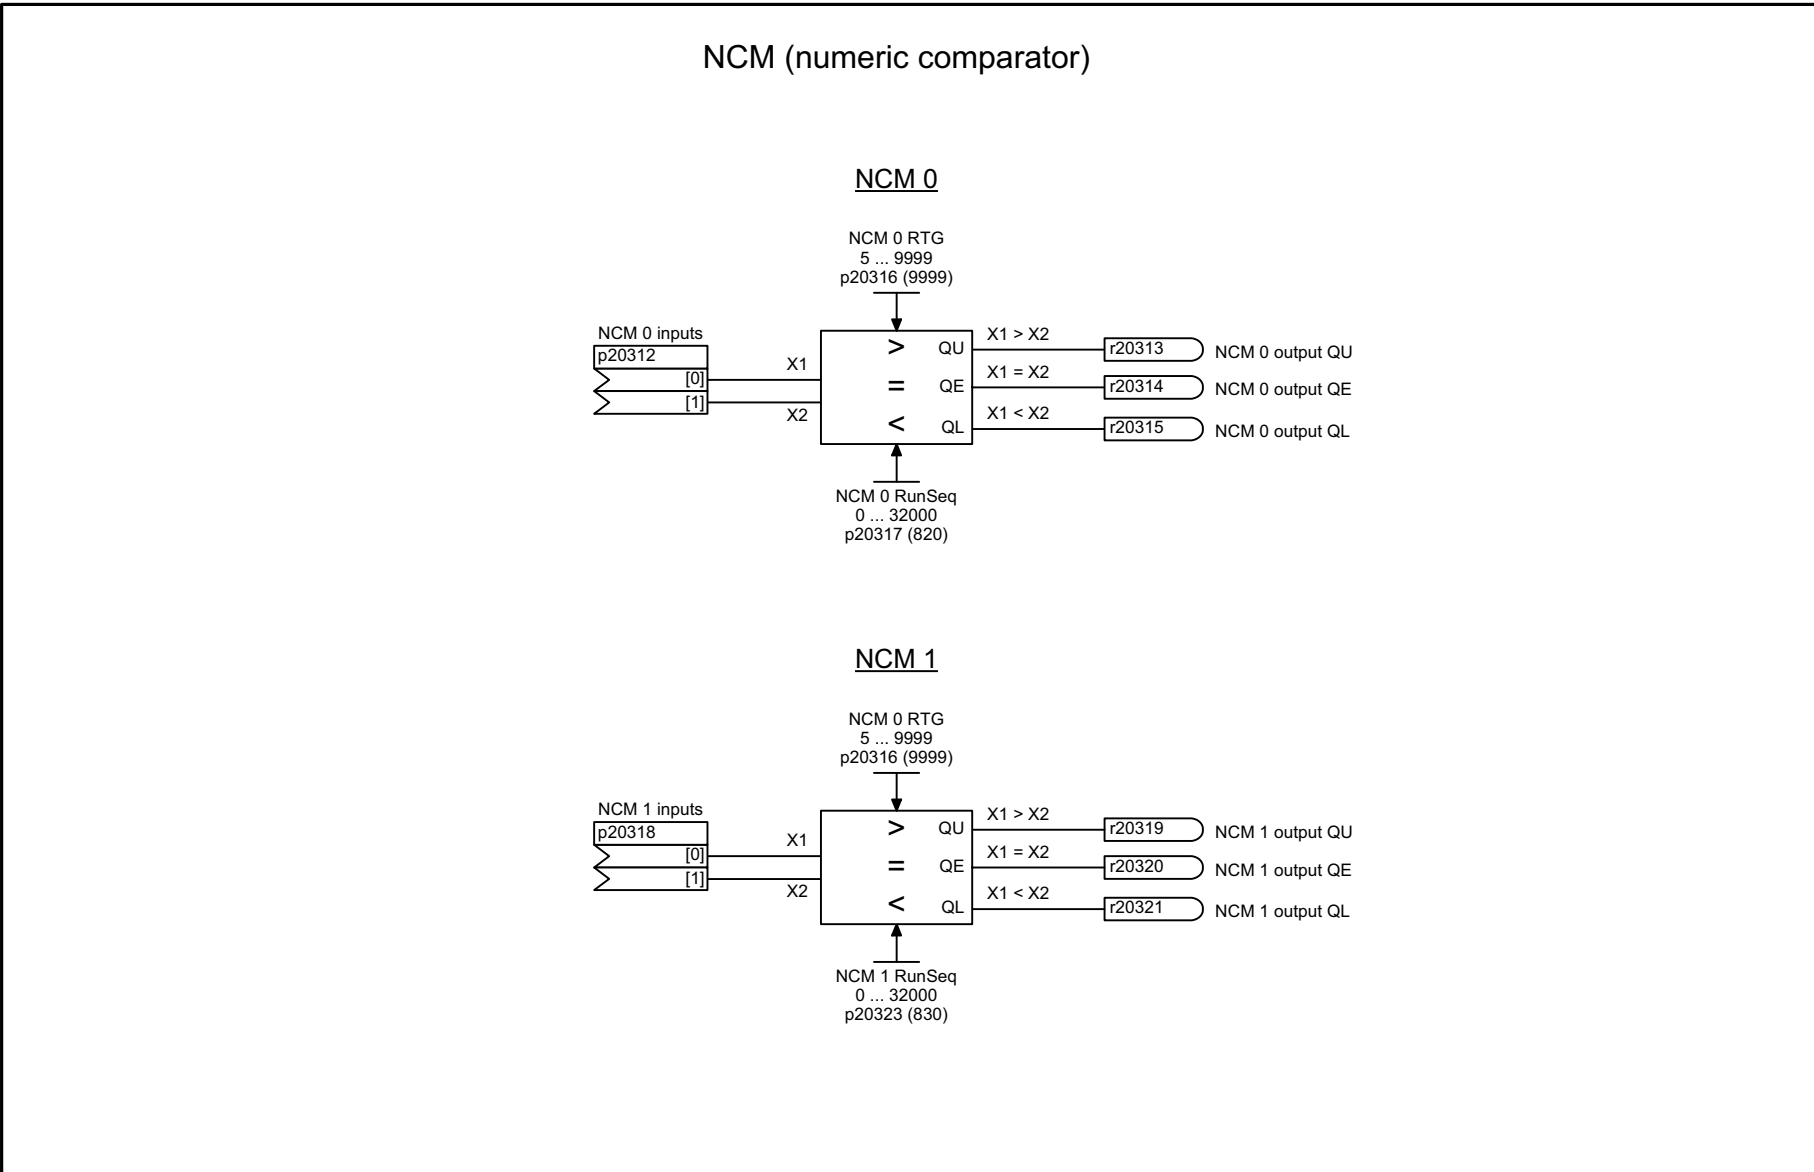 NCM (numeric comparator)
NCM 0
NCM 0 RTG
5 ... 9999
p20316 (9999)
NCM 0 inputs
p20312
[0]
[1]
X1
X2
>
=
<
QU
QE
QL
X1 > X2
X1 = X2
X1 < X2
r20313
r20314
r20315
NCM 0 output QU
NCM 0 output QE
NCM 0 output QL
NCM 0 RunSeq
0 ... 32000
p20317 (820)
NCM 1
NCM 0 RTG
5 ... 9999
p20316 (9999)
NCM 1 inputs
p20318
[0]
[1]
X1
X2
>
=
<
QU
QE
QL
X1 > X2
X1 = X2
X1 < X2
r20319
r20320
r20321
NCM 1 output QU
NCM 1 output QE
NCM 1 output QL
NCM 1 RunSeq
0 ... 32000
p20323 (830)